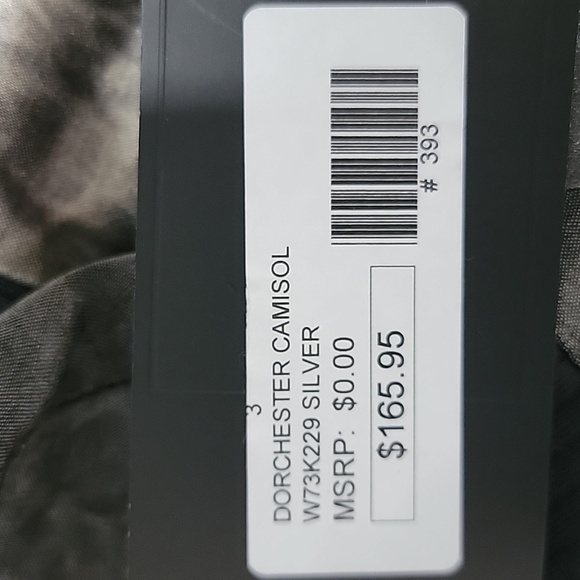 3
DORCHESTER CAMISOL
W73K229 SILVER
MSRP: $0.00
$165.95
# 393